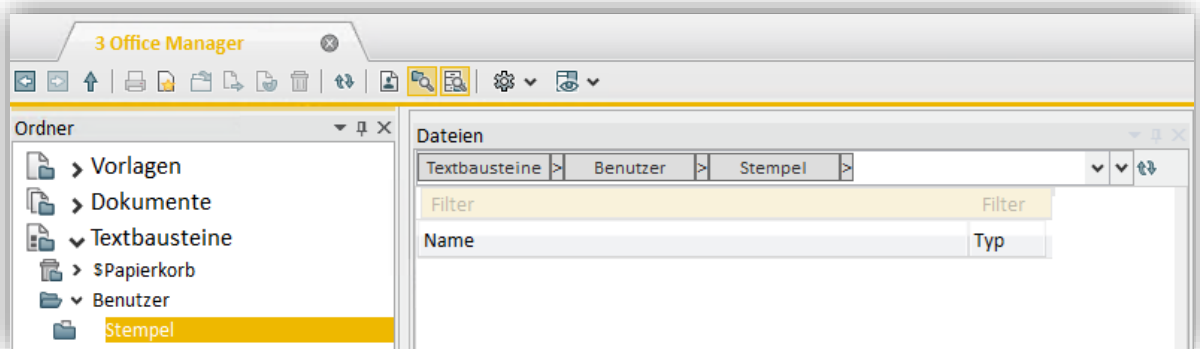 3 Office Manager
Ordner
Vorlagen
Dokumente
Textbausteine
$Papierkorb
Benutzer
Stempel
Dateien
Textbausteine > Benutzer > Stempel >
Filter Filter
Name Typ